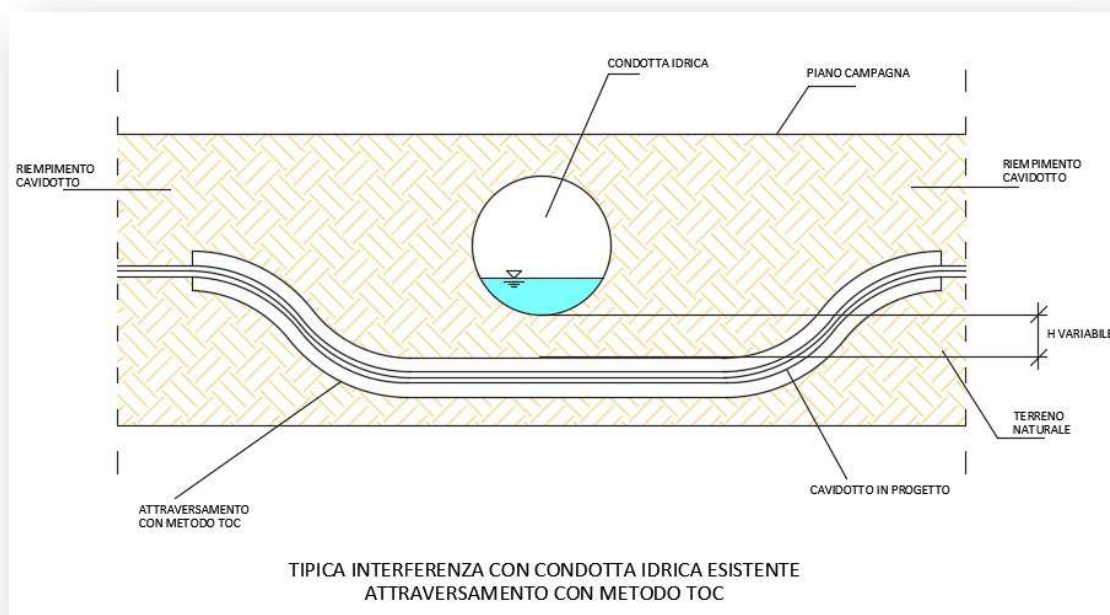 CONDOTTA IDRICA
PIANO CAMPAGNA
RIEMPIMENTO
CAVIDOTTO
RIEMPIMENTO
CAVIDOTTO
H VARIABILE
TERRENO
NATURALE
CAVIDOTTO IN PROGETTO
ATTRAVERSAMENTO
CON METODO TOC
TIPICA INTERFERENZA CON CONDOTTA IDRICA ESISTENTE
ATTRAVERSAMENTO CON METODO TOC